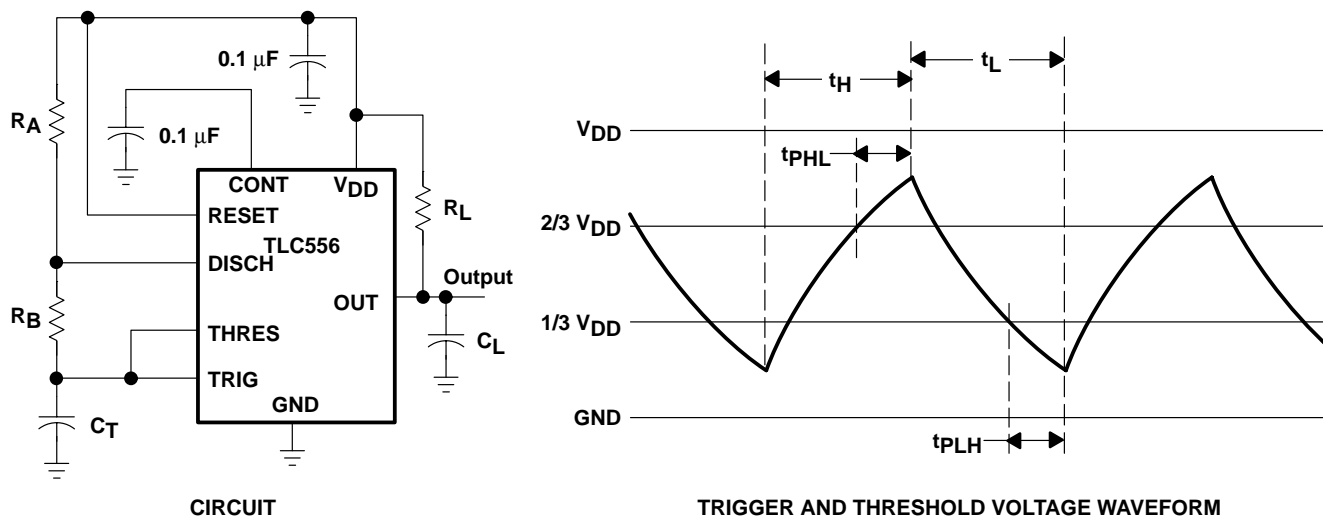 0.1 μF
0.1 μF
RA
RB
CT
CONT
VDD
RESET
TLC556
DISCH
OUT
THRES
TRIG
GND
RL
Output
CL
CIRCUIT
tH
tL
VDD
tPHL
2/3 VDD
1/3 VDD
GND
tPLH
TRIGGER AND THRESHOLD VOLTAGE WAVEFORM